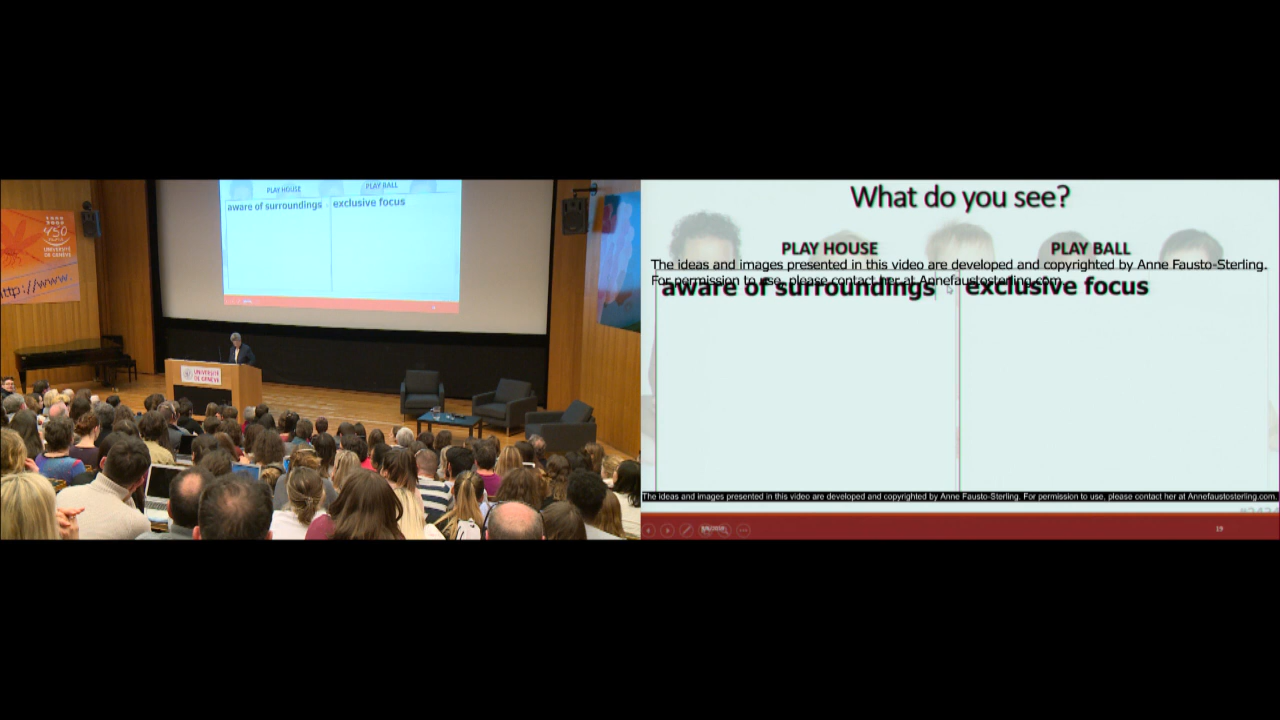 450
UNIVERSITÉ
DE GENÈVE
http://www.
PLAY HOUSE
PLAY BALL
aware of surroundings
exclusive focus
UNIVERSITÉ
DE GENÈVE
What do you see?
PLAY HOUSE
PLAY BALL
The ideas and images presented in this video are developed and copyrighted by Anne Fausto-Sterling.
For permission to use, please contact her at Annefaustosterling.com
aware of surroundings
exclusive focus
The ideas and images presented in this video are developed and copyrighted by Anne Fausto-Sterling. For permission to use, please contact her at Annefaustosterling.com.
19